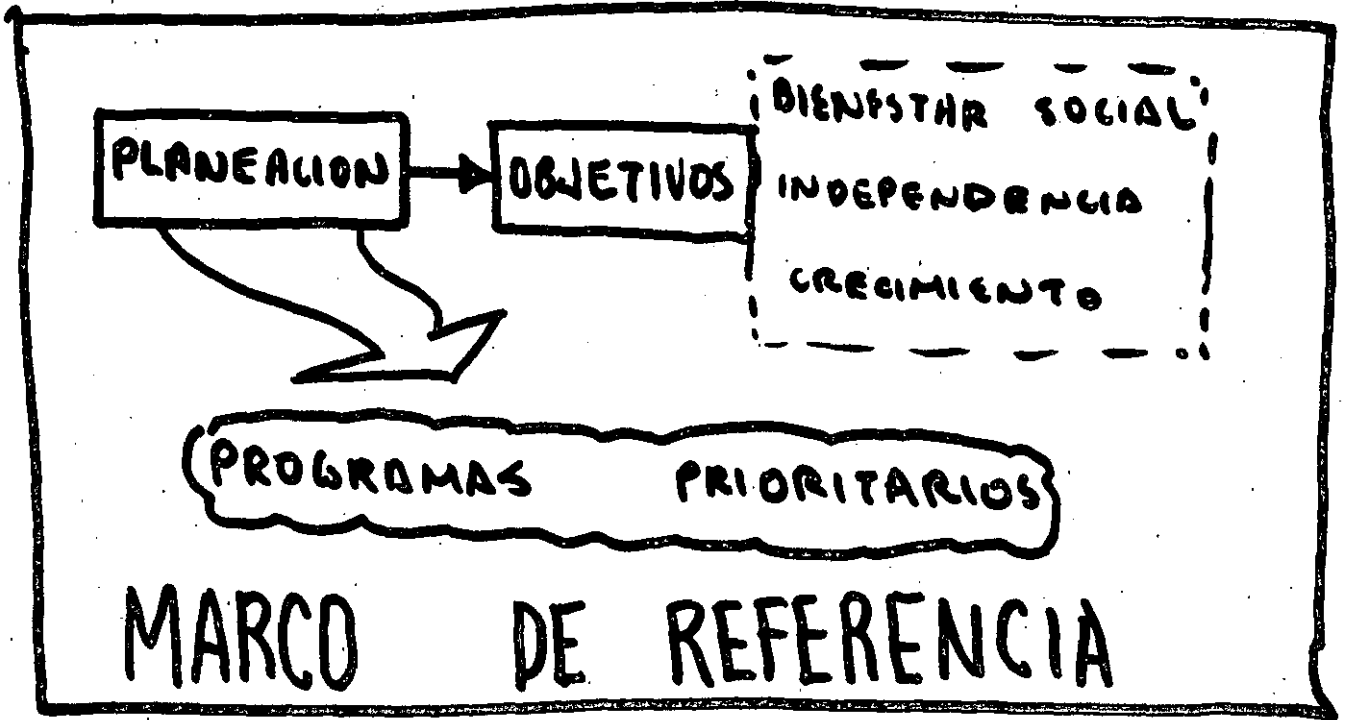 PLANEACION
OBJETIVOS
BIENESTAR SOCIAL
INDEPENDENCIA
CRECIMIENTO
PROGRAMAS PRIORITARIOS
MARCO DE REFERENCIA